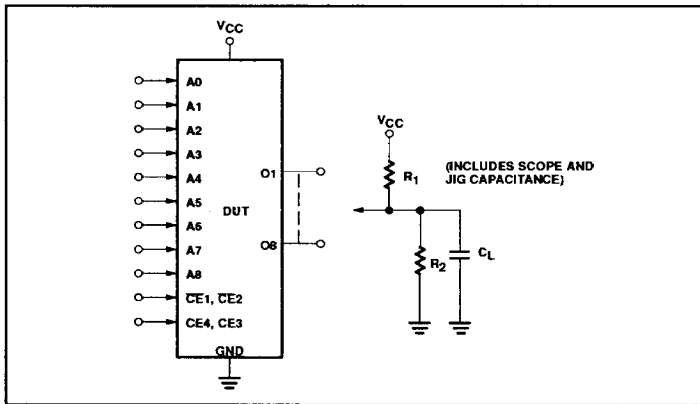 VCC
A0
A1
A2
A3
A4
A5
A6
A7
A8
CE1, CE2
CE4, CE3
DUT
O1
O8
GND
VCC
R1
(INCLUDES SCOPE AND
JIG CAPACITANCE)
R2
CL